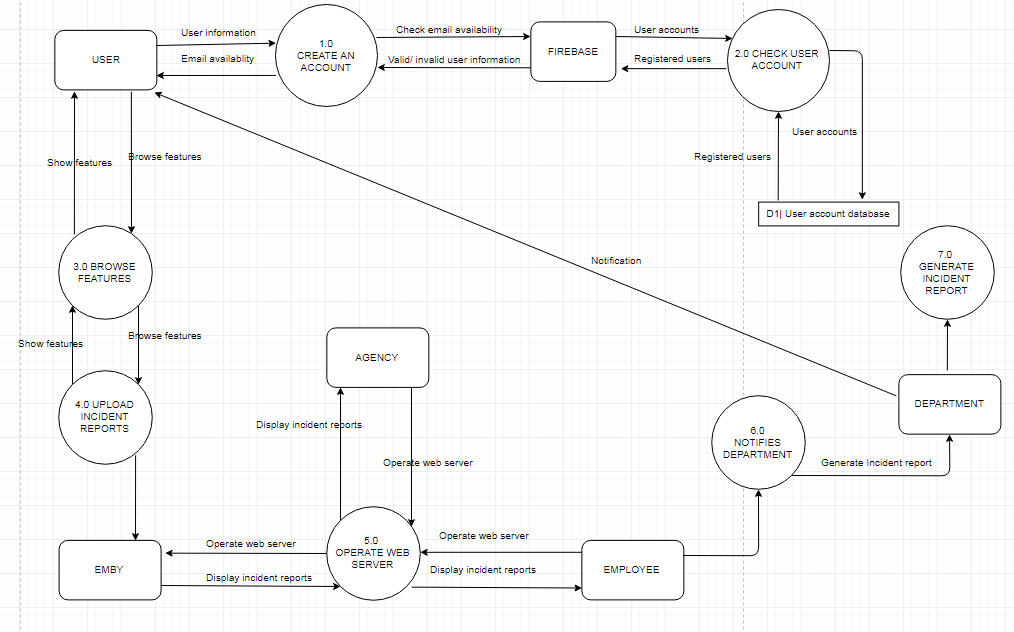 User information
Check email availability
User accounts
USER
1.0
CREATE AN
ACCOUNT
FIREBASE
2.0 CHECK USER
ACCOUNT
Email availablity
Valid/ invalid user information
Registered users
User accounts
Registered users
Show features
Browse features
D1| User account database
Notification
3.0 BROWSE
FEATURES
7.0
GENERATE
INCIDENT
REPORT
Show features
Browse features
AGENCY
4.0 UPLOAD
INCIDENT
REPORTS
DEPARTMENT
Display incident reports
6.0
NOTIFIES
DEPARTMENT
Operate web server
Generate Incident report
Operate web server
5.0
OPERATE WEB
SERVER
Operate web server
EMBY
Display incident reports
Display incident reports
EMPLOYEE